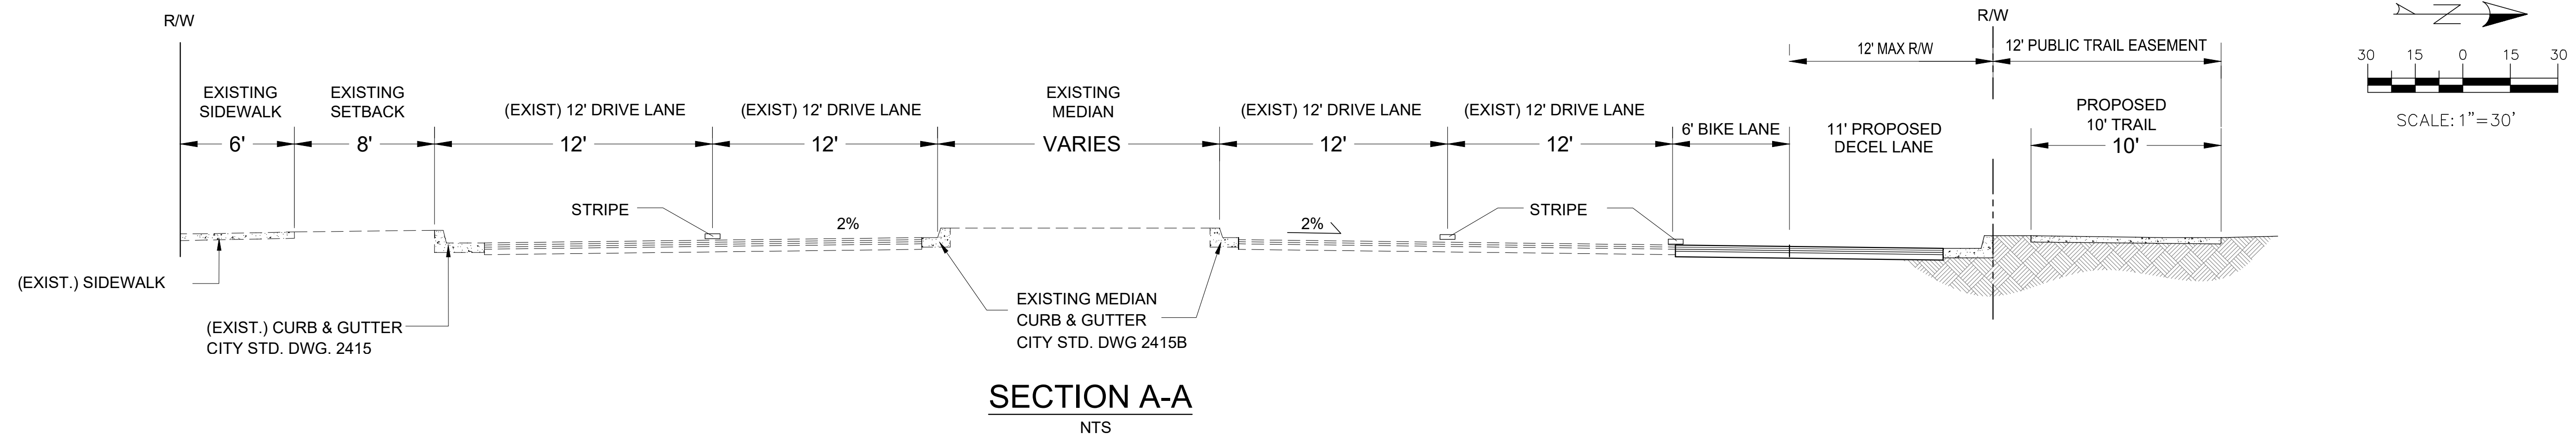 R/W
R/W
12' MAX R/W
12' PUBLIC TRAIL EASEMENT
30 15 0 15 30
SCALE: 1"=30'
EXISTING
SIDEWALK
6'
EXISTING
SETBACK
8'
(EXIST) 12' DRIVE LANE
12'
(EXIST) 12' DRIVE LANE
12'
EXISTING
MEDIAN
VARIES
(EXIST) 12' DRIVE LANE
12'
(EXIST) 12' DRIVE LANE
12'
6' BIKE LANE
11' PROPOSED
DECEL LANE
PROPOSED
10' TRAIL
10'
STRIPE
2%
2%
STRIPE
(EXIST.) SIDEWALK
(EXIST.) CURB & GUTTER
CITY STD. DWG. 2415
EXISTING MEDIAN
CURB & GUTTER
CITY STD. DWG 2415B
SECTION A-A
NTS